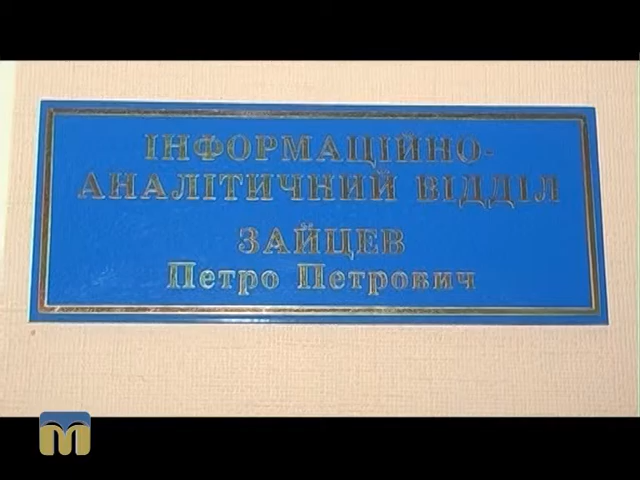 ІНФОРМАЦІЙНО-
АНАЛІТИЧНИЙ ВІДДІЛ
ЗАЙЦЕВ
Петро Петрович
М